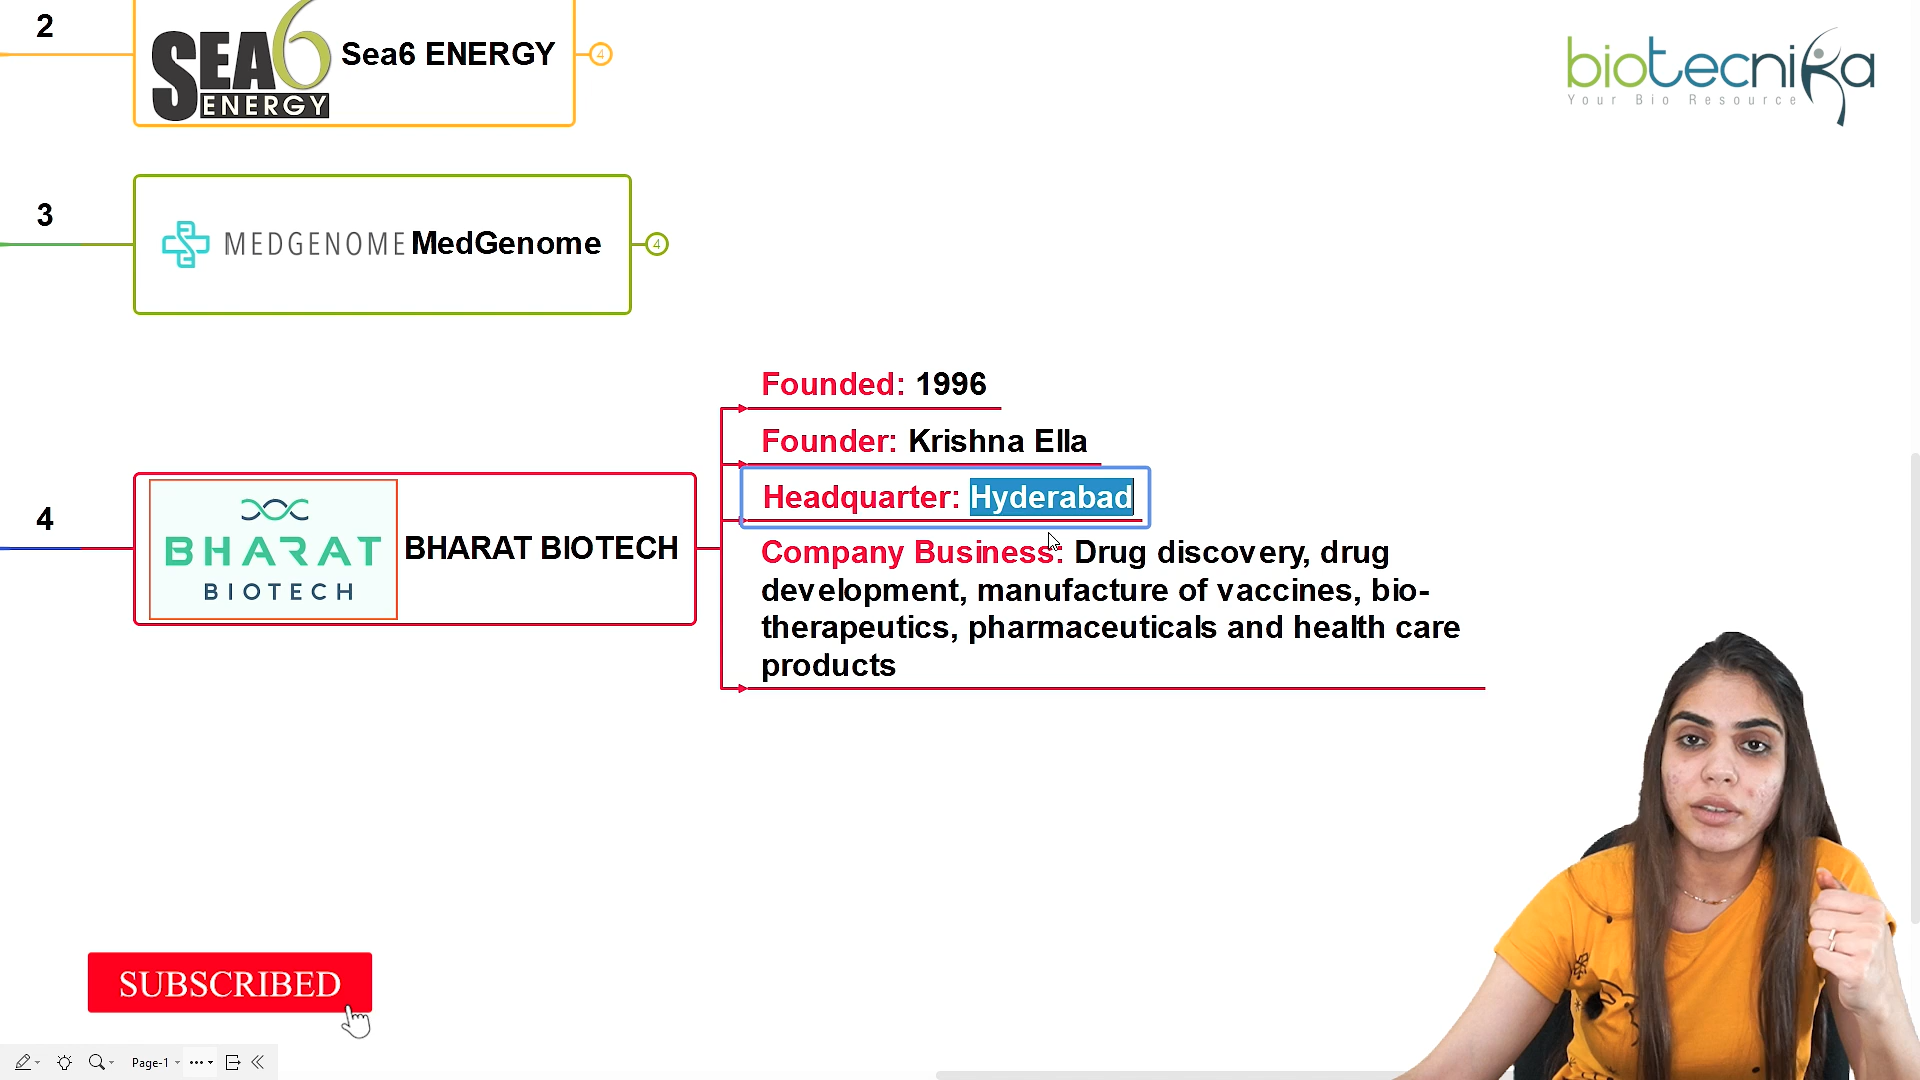 2
SEA6
ENERGY
Sea6 ENERGY
4
biotecnika
Your Bio Resource
3
MEDGENOME
MedGenome
4
Founded: 1996
Founder: Krishna Ella
Headquarter: Hyderabad
4
BHARAT
BIOTECH
BHARAT BIOTECH
Company Business: Drug discovery, drug
development, manufacture of vaccines, bio-
therapeutics, pharmaceuticals and health care
products
SUBSCRIBED
Page-1